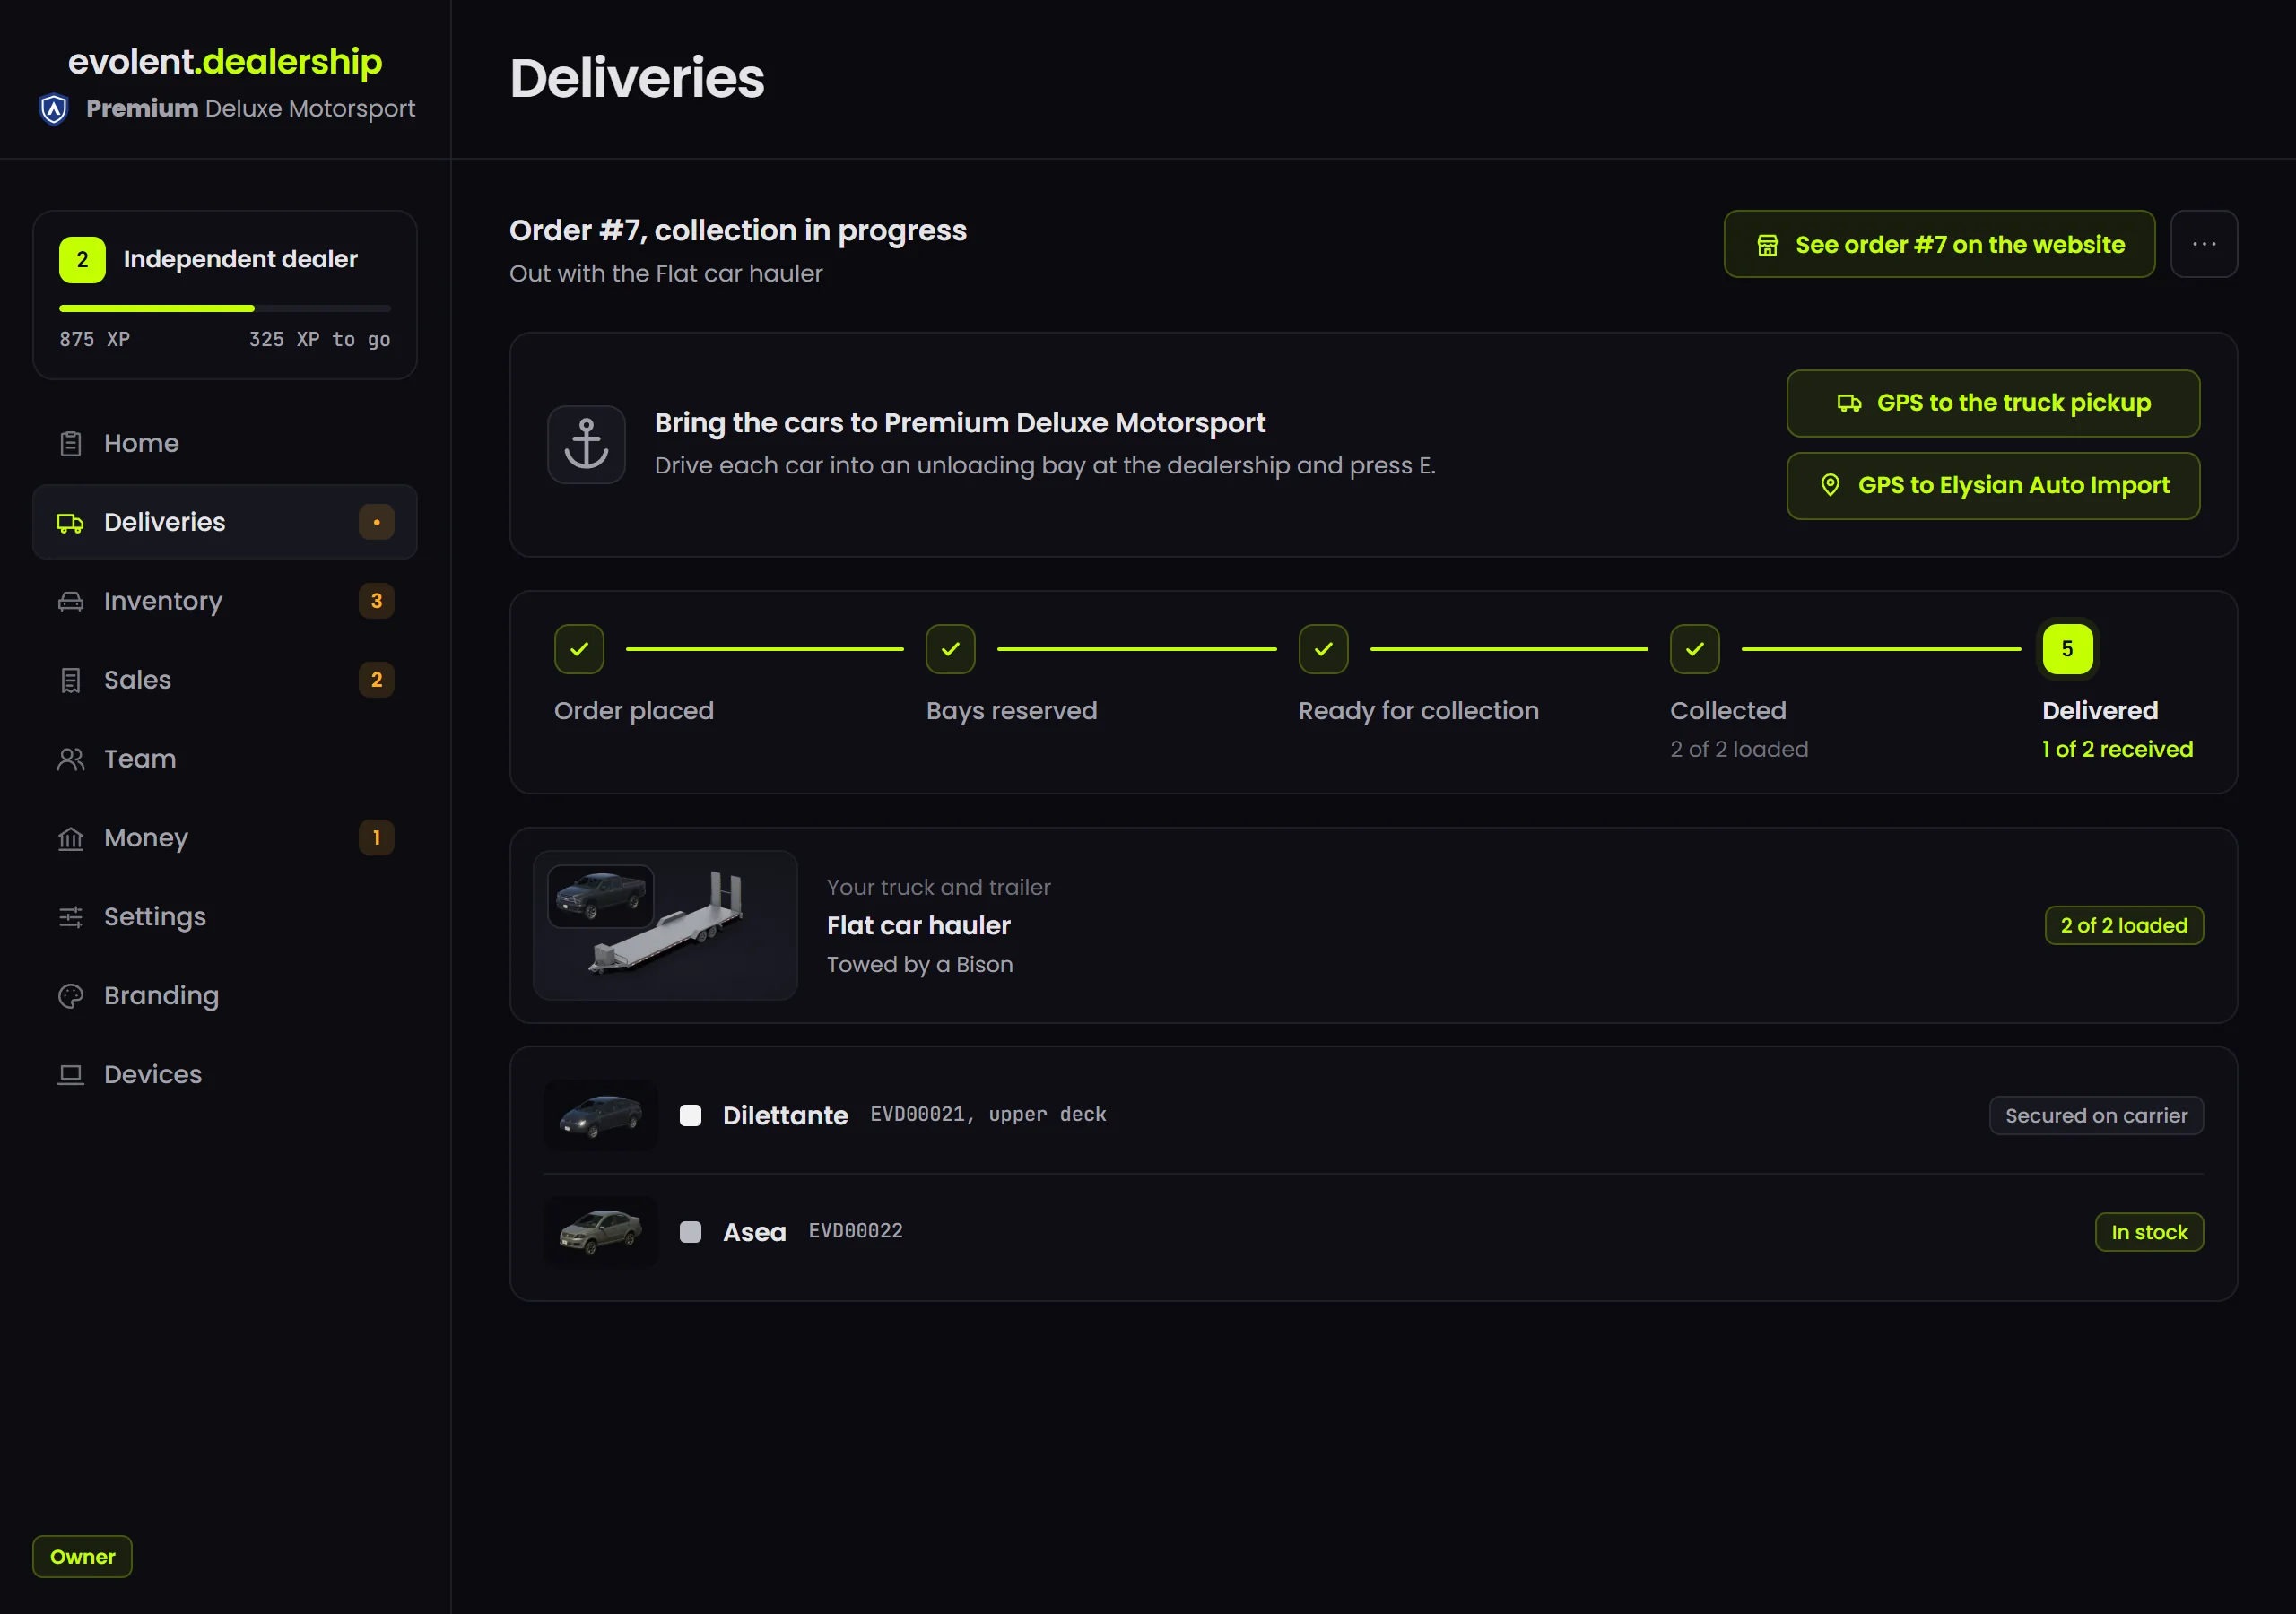 evolent.dealership
Premium Deluxe Motorsport
Deliveries
2
Independent dealer
875 XP
325 XP to go
Home
Deliveries
Inventory
3
Sales
2
Team
Money
1
Settings
Branding
Devices
Owner
Order #7, collection in progress
Out with the Flat car hauler
See order #7 on the website
Bring the cars to Premium Deluxe Motorsport
Drive each car into an unloading bay at the dealership and press E.
GPS to the truck pickup
GPS to Elysian Auto Import
5
Order placed
Bays reserved
Ready for collection
Collected
2 of 2 loaded
Delivered
1 of 2 received
Your truck and trailer
Flat car hauler
Towed by a Bison
2 of 2 loaded
Dilettante EVD00021, upper deck
Secured on carrier
Asea EVD00022
In stock